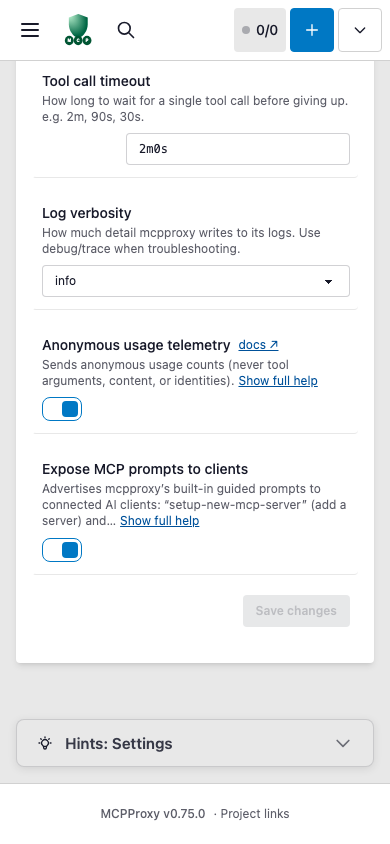 MCP
0/0
Tool call timeout
How long to wait for a single tool call before giving up.
e.g. 2m, 90s, 30s.
2m0s
Log verbosity
How much detail mcpproxy writes to its logs. Use
debug/trace when troubleshooting.
info
Anonymous usage telemetry docs ↗
Sends anonymous usage counts (never tool
arguments, content, or identities). Show full help
Expose MCP prompts to clients
Advertises mcpproxy's built-in guided prompts to
connected AI clients: “setup-new-mcp-server” (add a
server) and… Show full help
Save changes
Hints: Settings
MCPProxy v0.75.0 · Project links